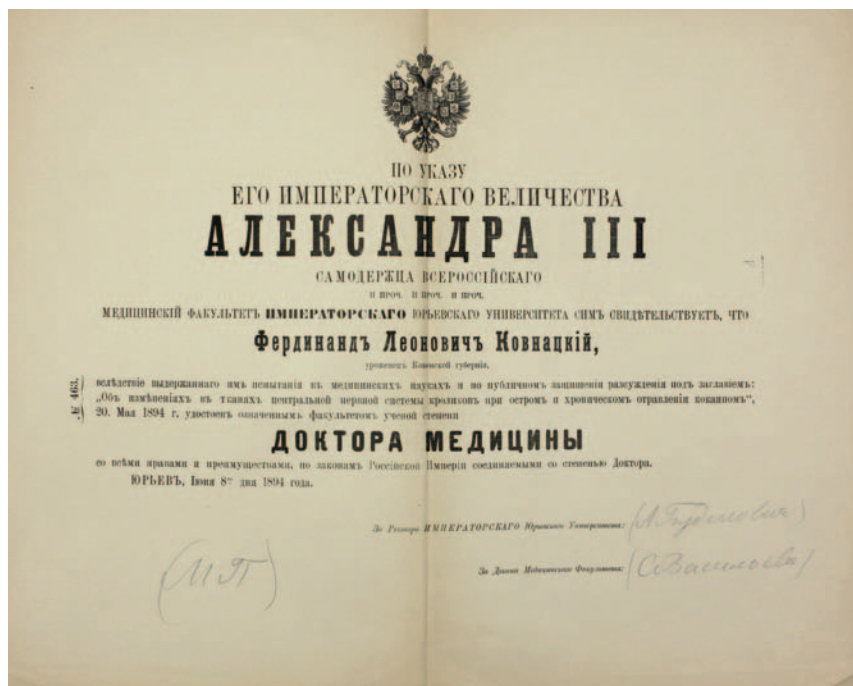 ПО УКАЗУ
ЕГО ИМПЕРАТОРСКАГО ВЕЛИЧЕСТВА
АЛЕКСАНДРА III
САМОДЕРЖЦА ВСЕРОССІЙСКАГО
И ПРОЧ. И ПРОЧ. И ПРОЧ.
МЕДИЦИНСКІЙ ФАКУЛЬТЕТЪ ИМПЕРАТОРСКАГО ЮРЬЕВСКАГО УНИВЕРСИТЕТА СИМЪ СВИДѢТЕЛЬСТВУЕТЪ, ЧТО
Фердинандъ Леоновичъ Ковнацкій,
уроженецъ Ковенской губерніи,
№ 463.
вслѣдствіе выдержаннаго имъ испытанія въ медицинскихъ наукахъ и по публичномъ защищеніи разсужденія подъ заглавіемъ:
„Объ измѣненіяхъ въ тканяхъ центральной нервной системы кроликовъ при остромъ и хроническомъ отравленіи кокаиномъ“,
20. Мая 1894 г. удостоенъ означеннымъ факультетомъ ученой степени
ДОКТОРА МЕДИЦИНЫ
со всѣми правами и преимуществами, по законамъ Россійской Имперіи соединяемыми со степенью Доктора.
ЮРЬЕВЪ, Іюня 8го дня 1894 года.
За Ректора ИМПЕРАТОРСКАГО Юрьевскаго Университета:
За Декана Медицинскаго Факультета: (С. Васильевъ)
(МП)